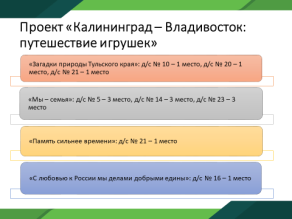 Проект «Калининград – Владивосток:
путешествие игрушек»
«Загадки природы Тульского края»: д/с № 10 – 1 место, д/с № 20 – 1
место, д/с № 21 – 1 место
«Мы – семья»: д/с № 5 – 3 место, д/с № 14 – 3 место, д/с № 23 – 3
место
«Память сильнее времени»: д/с № 21 – 1 место
«С любовью к России мы делами добрыми едины»: д/с № 16 – 1 место